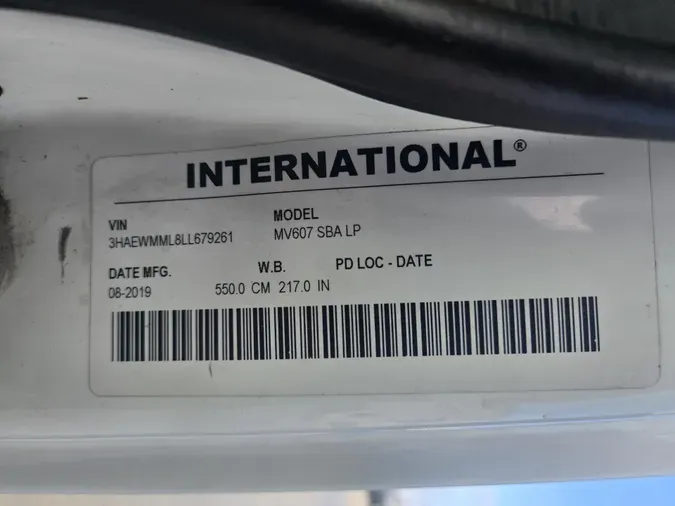 INTERNATIONAL®
VIN MODEL
3HAEWMML8LL679261 MV607 SBA LP
DATE MFG. W.B. PD LOC - DATE
08-2019 550.0 CM 217.0 IN